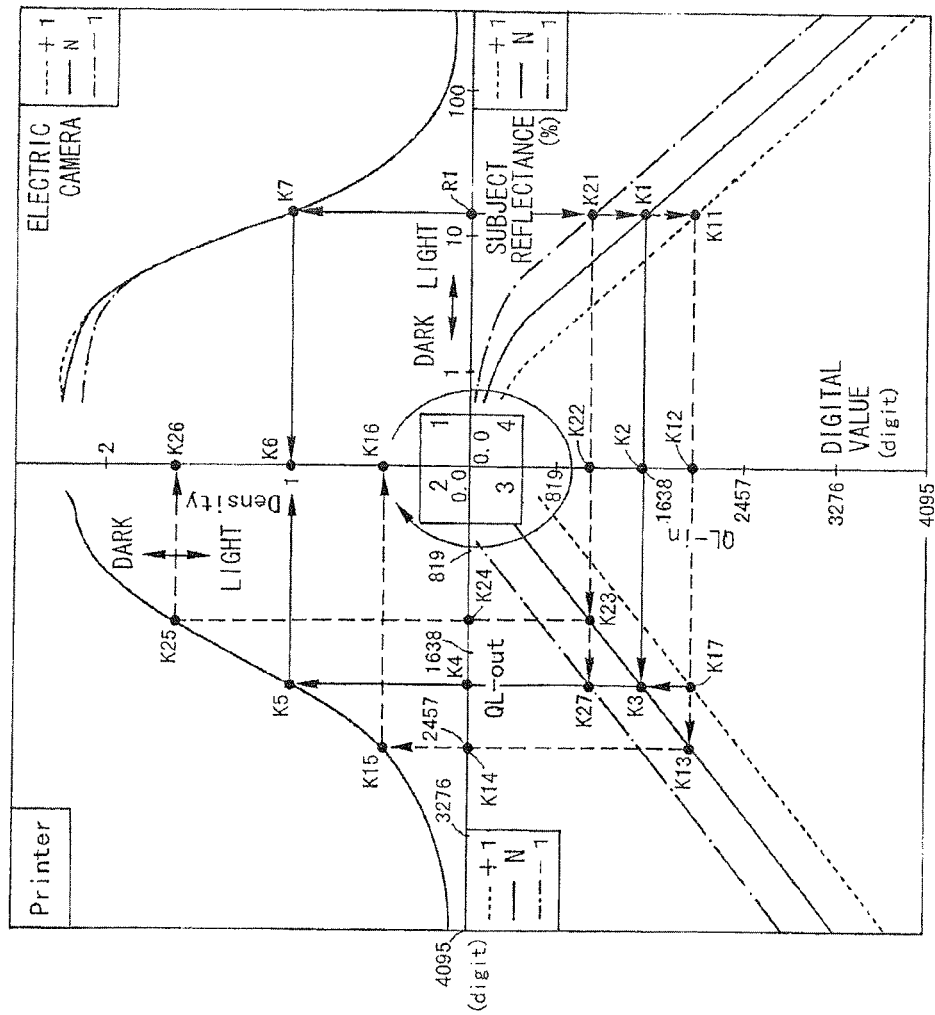 Printer
ELECTRIC
CAMERA
+1
N
-1
2
K26
K25
DARK
LIGHT
Density
K7
K5
1
K6
K15
K16
DARK
LIGHT
2
1
3
4
0.0
0.0
1
10
100
R1
SUBJECT
REFLECTANCE
(%)
+1
N
-1
4095
(digit)
3276
2457
1638
819
K14
K4
K24
QL-out
+1
N
-1
819
K22
K21
K27
K23
K3
K2
K1
1638
K17
K12
K11
K13
QL-n
2457
DIGITAL
VALUE
(digit)
3276
4095